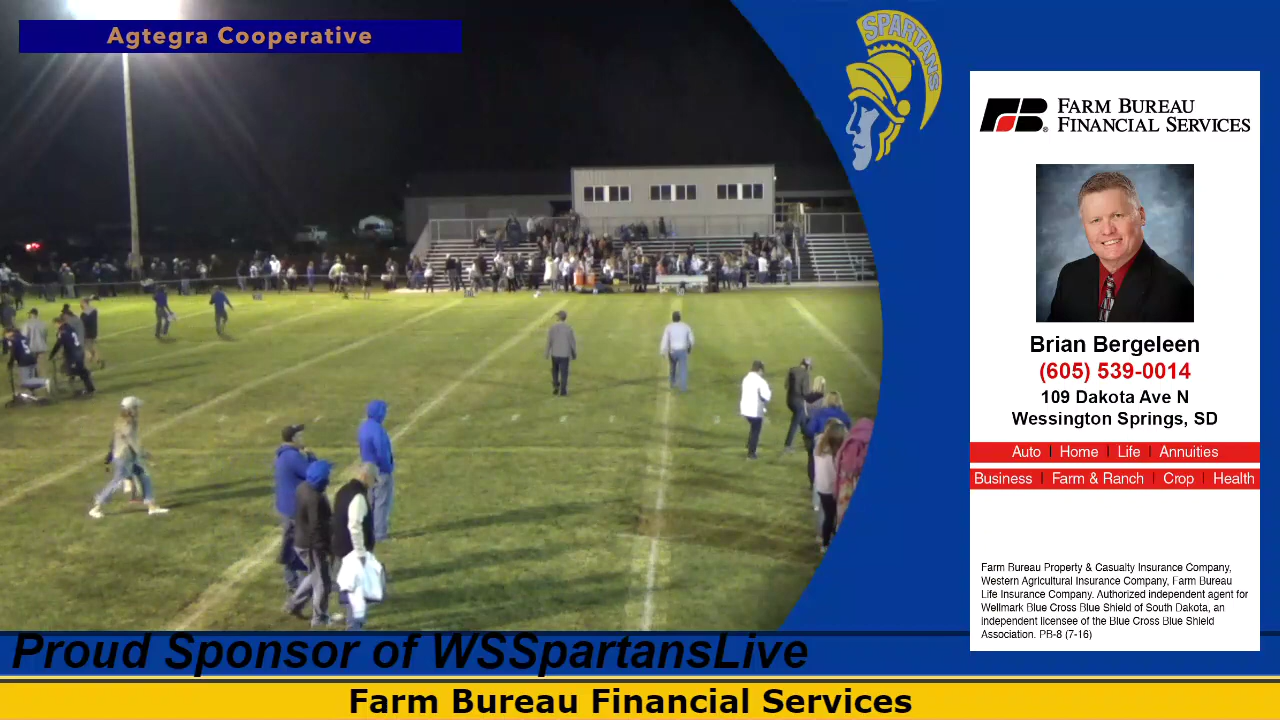 Agtegra Cooperative
SPARTANS
FB® FARM BUREAU
FINANCIAL SERVICES
Brian Bergeleen
(605) 539-0014
109 Dakota Ave N
Wessington Springs, SD
Auto | Home | Life | Annuities
Business | Farm & Ranch | Crop | Health
Farm Bureau Property & Casualty Insurance Company,
Western Agricultural Insurance Company, Farm Bureau
Life Insurance Company. Authorized independent agent for
Wellmark Blue Cross Blue Shield of South Dakota, an
independent licensee of the Blue Cross Blue Shield
Association. PB-8 (7-16)
Proud Sponsor of WSSpartansLive
Farm Bureau Financial Services